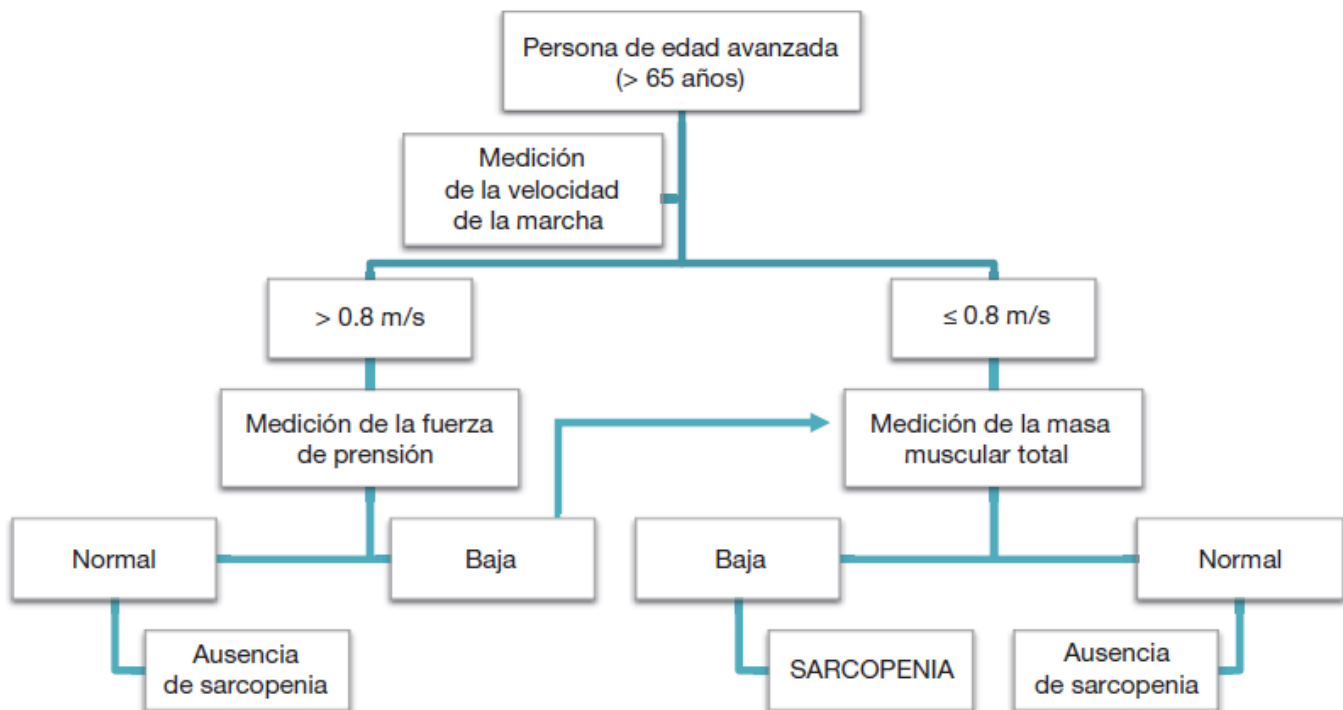 Persona de edad avanzada
(> 65 años)
Medición
de la velocidad
de la marcha
> 0.8 m/s
≤ 0.8 m/s
Medición de la fuerza
de prensión
Medición de la masa
muscular total
Normal
Baja
Baja
Normal
Ausencia
de sarcopenia
SARCOPENIA
Ausencia
de sarcopenia